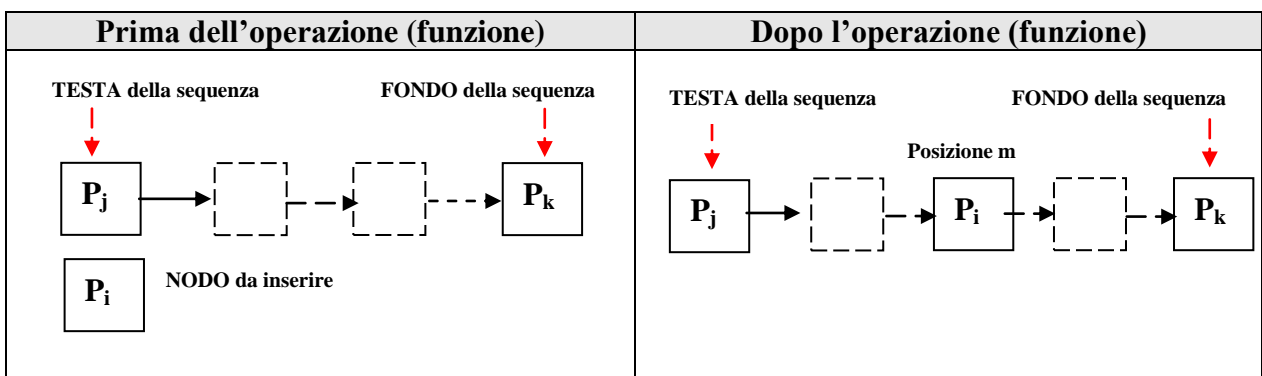 Prima dell’operazione (funzione)
Dopo l’operazione (funzione)
TESTA della sequenza
FONDO della sequenza
Pj
Pk
Pi
NODO da inserire
TESTA della sequenza
FONDO della sequenza
Posizione m
Pj
Pi
Pk